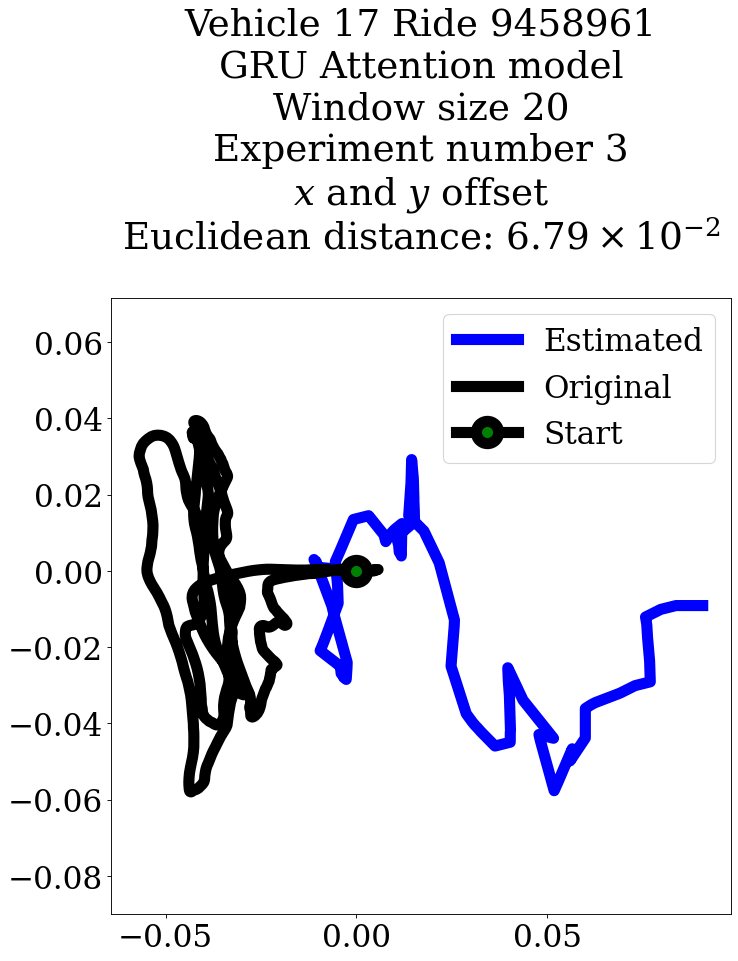 Vehicle 17 Ride 9458961
GRU Attention model
Window size 20
Experiment number 3
x and y offset
Euclidean distance: 6.79 × 10⁻²
Estimated
Original
Start
0.06
0.04
0.02
0.00
−0.02
−0.04
−0.06
−0.08
−0.05 0.00 0.05